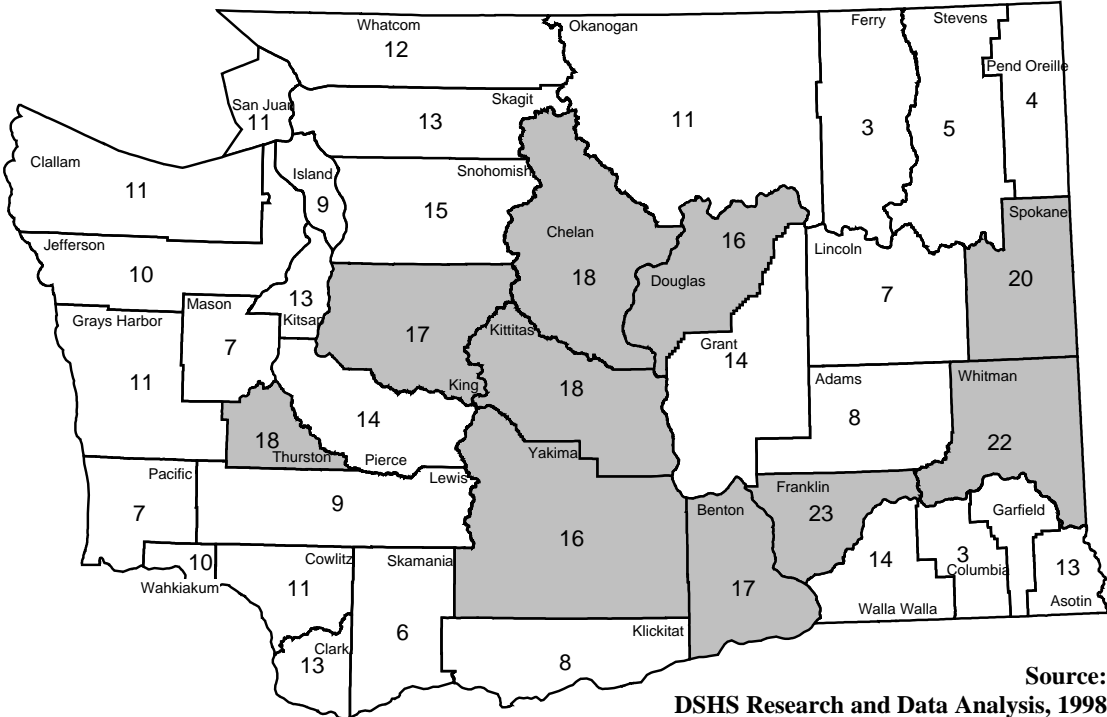 Whatcom
12
Okanogan
11
Ferry
3
Stevens
5
Pend Oreille
4
San Juan
11
Skagit
13
Clallam
11
Island
9
Snohomish
15
Chelan
18
Douglas
16
Spokane
20
Jefferson
10
Kitsap
13
Mason
7
Grays Harbor
11
King
17
Kittitas
18
Grant
14
Lincoln
7
Adams
8
Whitman
22
Thurston
18
Pierce
14
Yakima
16
Pacific
7
Lewis
9
Benton
17
Franklin
23
Garfield
Wahkiakum
10
Cowlitz
11
Skamania
6
Walla Walla
14
Columbia
3
Asotin
13
Clark
13
Klickitat
8
Source:
DSHS Research and Data Analysis, 1998